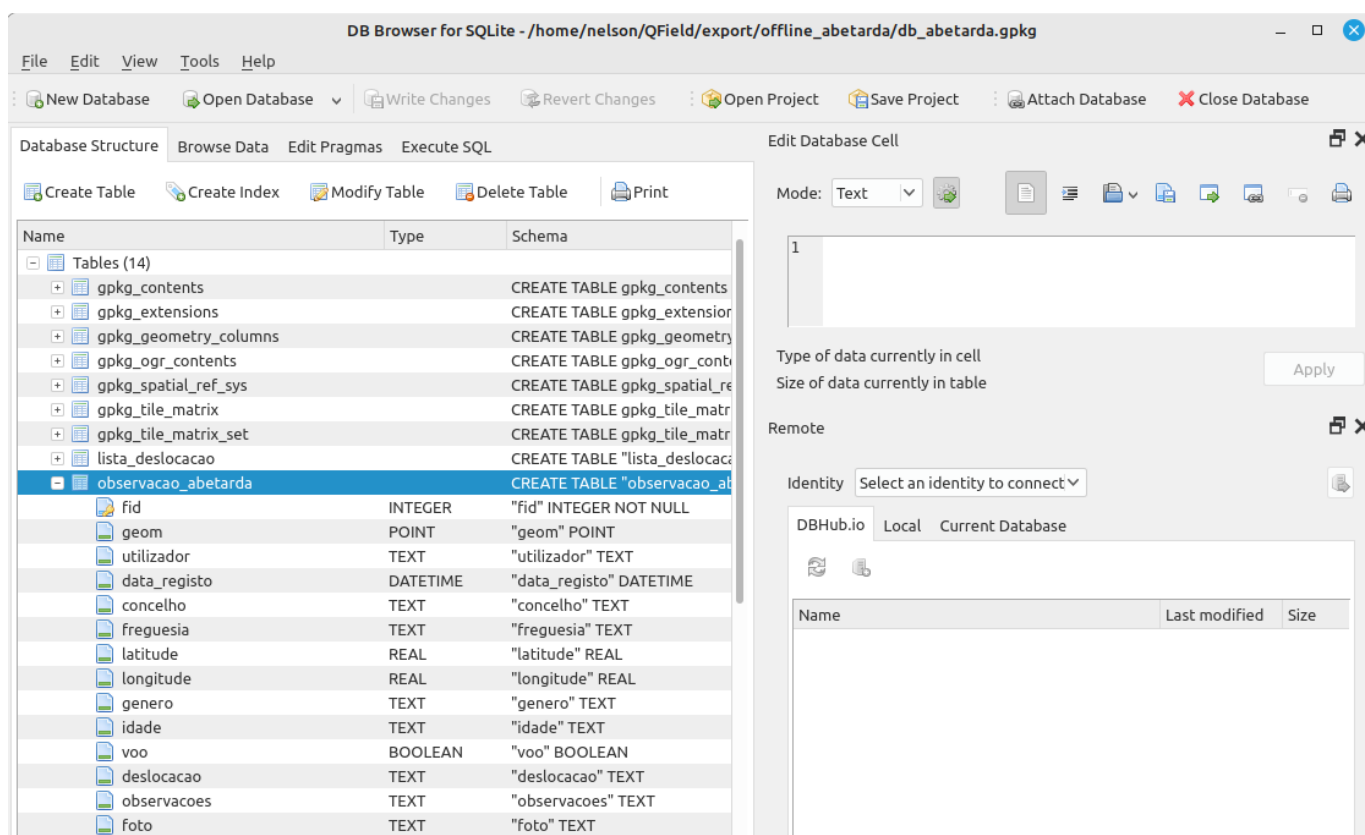 DB Browser for SQLite - /home/nelson/QField/export/offline_abetarda/db_abetarda.gpkg
File Edit View Tools Help
New Database Open Database Write Changes Revert Changes Open Project Save Project Attach Database Close Database
Database Structure Browse Data Edit Pragmas Execute SQL
Create Table Create Index Modify Table Delete Table Print
Name Type Schema
Tables (14)
gpkg_contents CREATE TABLE gpkg_contents
gpkg_extensions CREATE TABLE gpkg_extension
gpkg_geometry_columns CREATE TABLE gpkg_geometry
gpkg_ogr_contents CREATE TABLE gpkg_ogr_conte
gpkg_spatial_ref_sys CREATE TABLE gpkg_spatial_re
gpkg_tile_matrix CREATE TABLE gpkg_tile_matr
gpkg_tile_matrix_set CREATE TABLE gpkg_tile_matr
lista_deslocacao CREATE TABLE "lista_deslocaca
observacao_abetarda CREATE TABLE "observacao_ab
fid INTEGER "fid" INTEGER NOT NULL
geom POINT "geom" POINT
utilizador TEXT "utilizador" TEXT
data_registo DATETIME "data_registo" DATETIME
concelho TEXT "concelho" TEXT
freguesia TEXT "freguesia" TEXT
latitude REAL "latitude" REAL
longitude REAL "longitude" REAL
genero TEXT "genero" TEXT
idade TEXT "idade" TEXT
voo BOOLEAN "voo" BOOLEAN
deslocacao TEXT "deslocacao" TEXT
observacoes TEXT "observacoes" TEXT
foto TEXT "foto" TEXT
Edit Database Cell
Mode: Text
1
Type of data currently in cell
Size of data currently in table
Apply
Remote
Identity Select an identity to connect
DBHub.io Local Current Database
Name Last modified Size